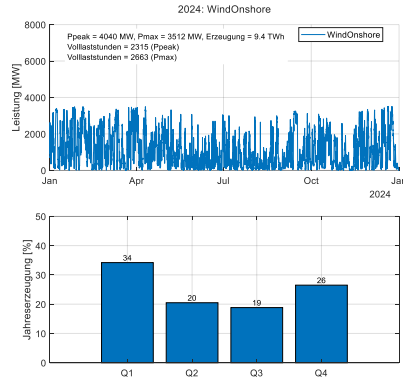 2024: WindOnshore
8000
6000
4000
2000
0
Leistung [MW]
Ppeak = 4040 MW, Pmax = 3512 MW, Erzeugung = 9.4 TWh
Volllaststunden = 2315 (Ppeak)
Volllaststunden = 2663 (Pmax)
WindOnshore
Jan Apr Jul Oct Jan
2024
50
40
30
20
10
0
Jahreserzeugung [%]
34
20
19
26
Q1 Q2 Q3 Q4